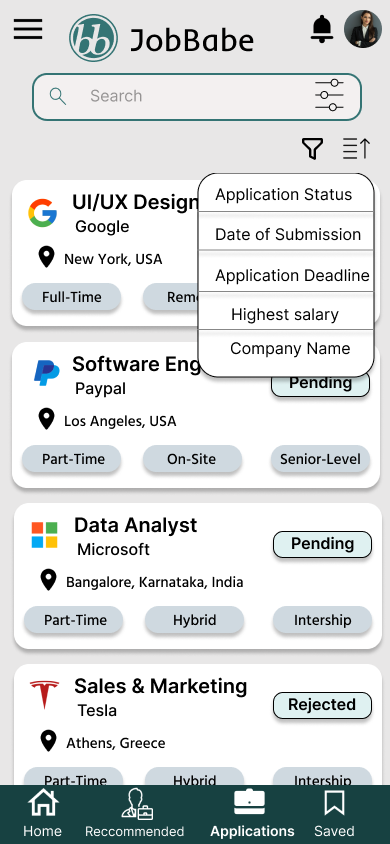 bb JobBabe
Search
Application Status
Date of Submission
Application Deadline
Highest salary
Company Name
UI/UX Design
Google
New York, USA
Full-Time
Software Eng
Paypal
Pending
Los Angeles, USA
Part-Time On-Site Senior-Level
Data Analyst
Microsoft
Pending
Bangalore, Karnataka, India
Part-Time Hybrid Intership
Sales & Marketing
Tesla
Rejected
Athens, Greece
Part-Time Hybrid Intership
Home Reccommended Applications Saved